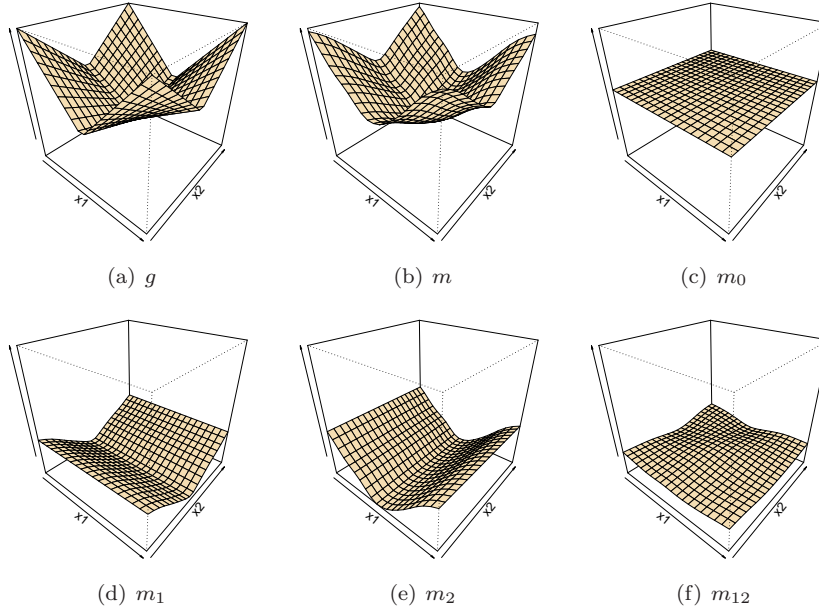 x1
x2
x1
x2
x1
x2
(a) g
(b) m
(c) m₀
x1
x2
x1
x2
x1
x2
(d) m₁
(e) m₂
(f) m₁₂